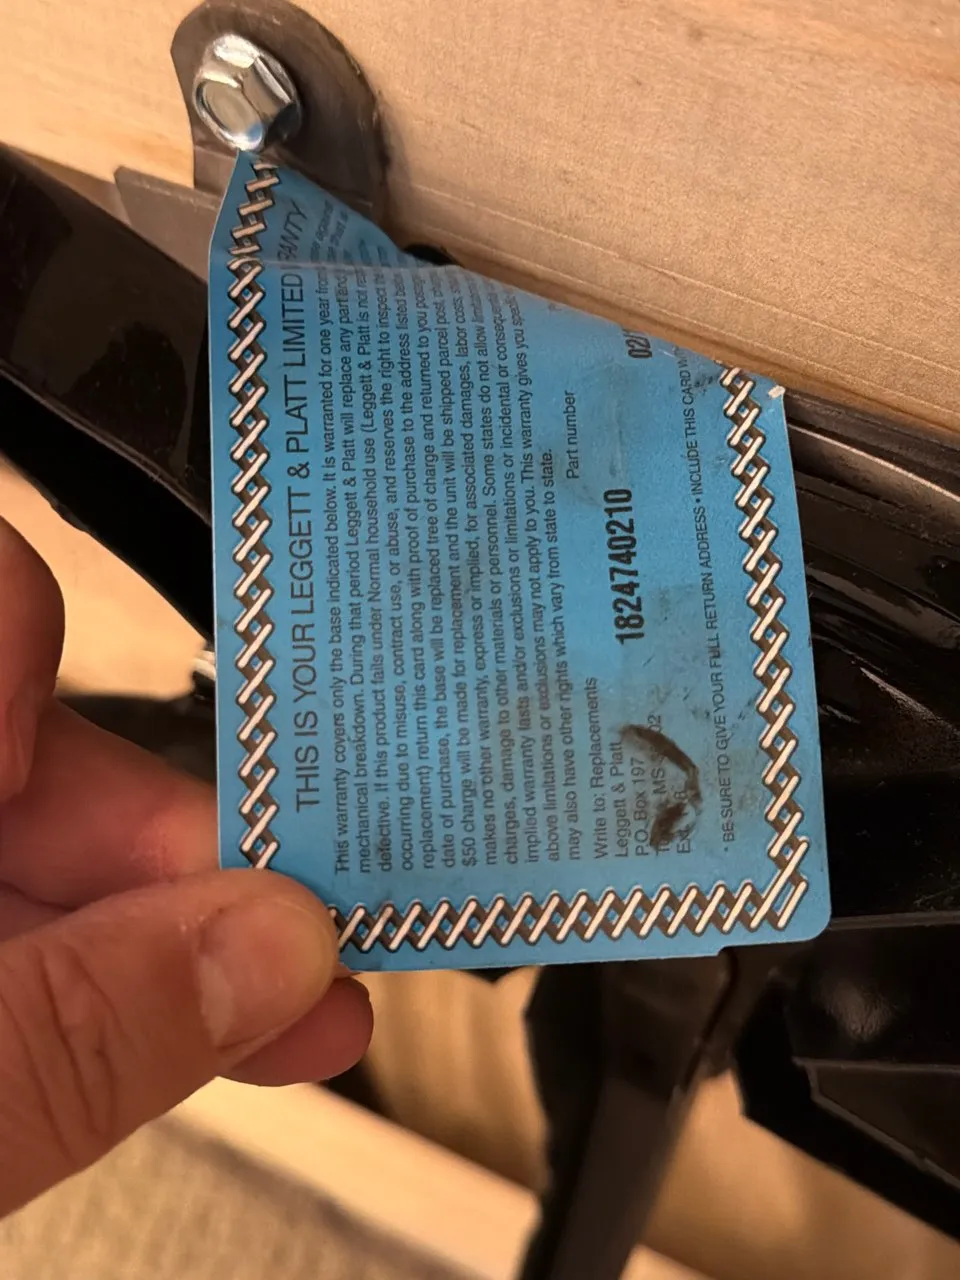 THIS IS YOUR LEGGETT & PLATT LIMITED RANTY
This warranty covers only the base indicated below. It is warranted for one year from
mechanical breakdown. During that period Leggett & Platt will replace any part
defective. If this product falls under Normal household use (Leggett & Platt is not
occurring due to misuse, contract use, or abuse, and reserves the right to inspect the
replacement) return this card along with proof of purchase to the address listed below
date of purchase, the base will be replaced free of charge and returned to you
$50 charge will be made for replacement and the unit will be shipped parcel post,
makes no other warranty, express or implied, for associated damages, labor costs,
charges, damage to other materials or personnel. Some states do not allow
implied warranty lasts and/or exclusions or limitations or incidental or
above limitations or exclusions may not apply to you. This warranty gives you
may also have other rights which vary from state to state.
Write to: Replacements
Part number
Leggett & Platt
1824740210
02/1
P.O. Box 197
MS 02
* BE SURE TO GIVE YOUR FULL RETURN ADDRESS • INCLUDE THIS CARD